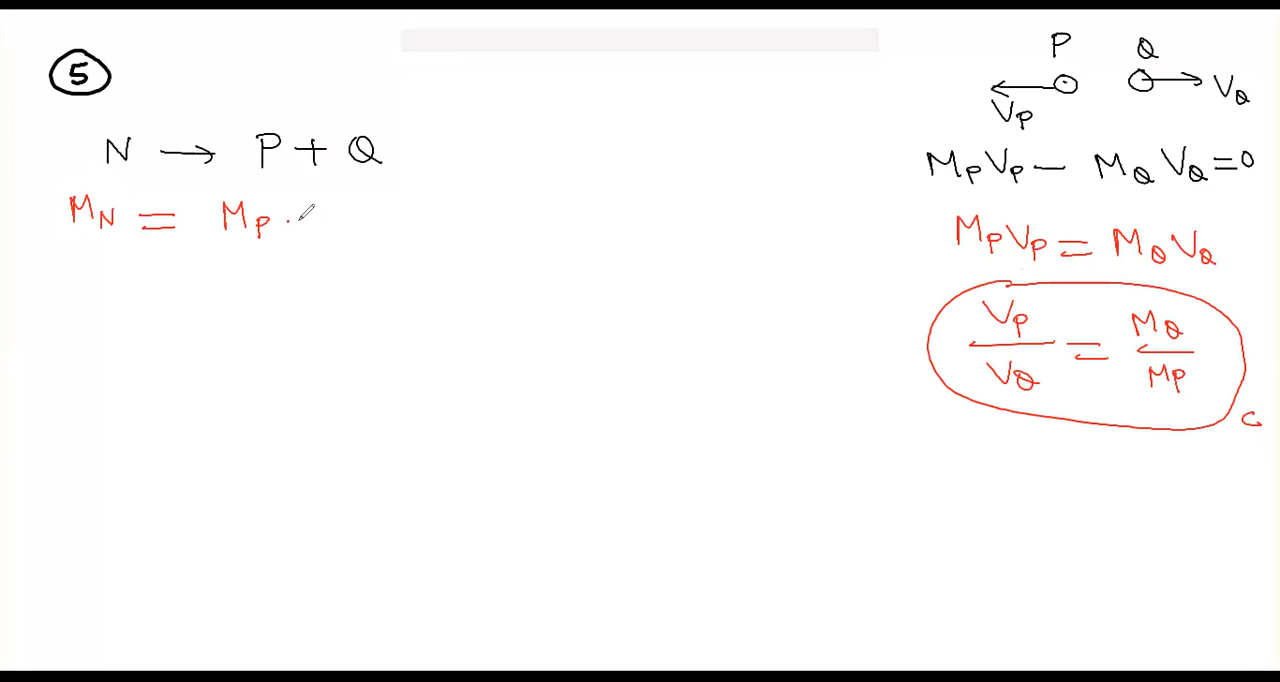 5
N → P + Q
M_N = M_P .
P Q
V_P V_Q
M_P V_P - M_Q V_Q = 0
M_P V_P = M_Q V_Q
V_P / V_Q = M_Q / M_P